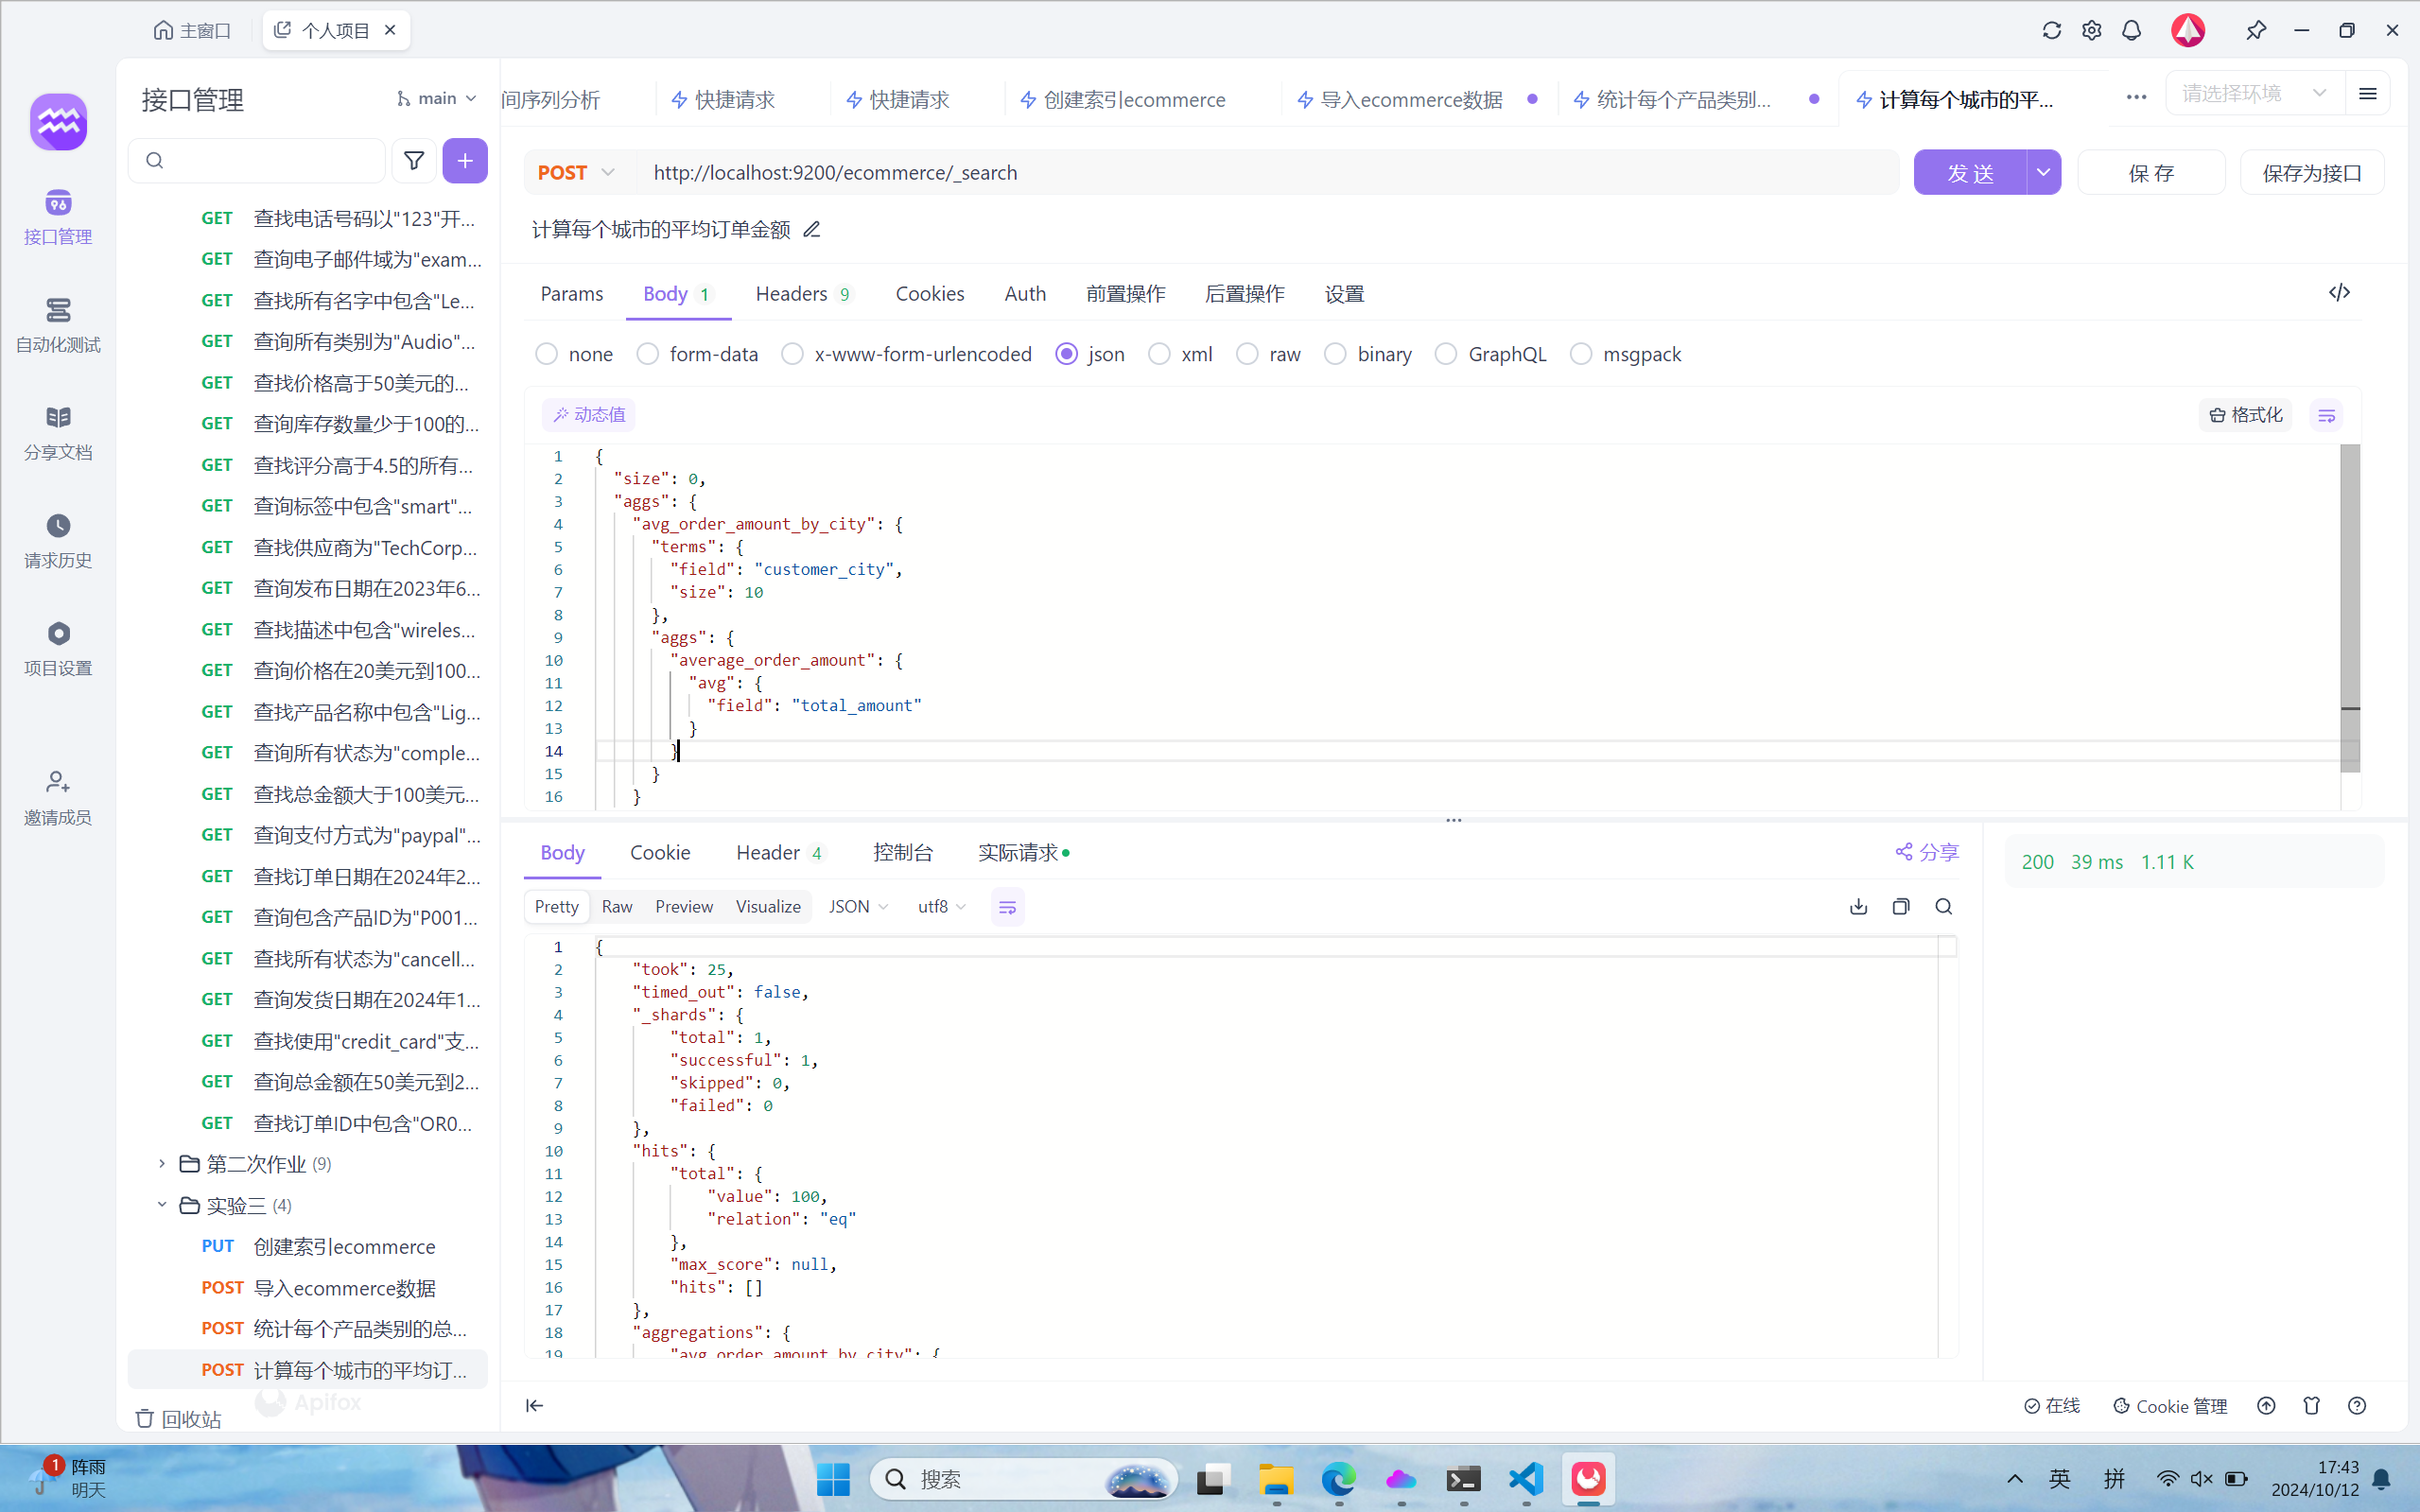 主窗口
个人项目
接口管理
main
间序列分析
快捷请求
快捷请求
创建索引ecommerce
导入ecommerce数据
统计每个产品类别...
计算每个城市的平...
请选择环境
接口管理
自动化测试
分享文档
请求历史
项目设置
邀请成员
GET 查找电话号码以"123"开...
GET 查询电子邮件域为"exam...
GET 查找所有名字中包含"Le...
GET 查询所有类别为"Audio"...
GET 查找价格高于50美元的...
GET 查询库存数量少于100的...
GET 查找评分高于4.5的所有...
GET 查询标签中包含"smart"...
GET 查找供应商为"TechCorp...
GET 查询发布日期在2023年6...
GET 查找描述中包含"wireles...
GET 查询价格在20美元到100...
GET 查找产品名称中包含"Lig...
GET 查询所有状态为"comple...
GET 查找总金额大于100美元...
GET 查询支付方式为"paypal"...
GET 查找订单日期在2024年2...
GET 查询包含产品ID为"P001...
GET 查找所有状态为"cancell...
GET 查询发货日期在2024年1...
GET 查找使用"credit_card"支...
GET 查询总金额在50美元到2...
GET 查找订单ID中包含"OR0...
第二次作业 (9)
实验三 (4)
PUT 创建索引ecommerce
POST 导入ecommerce数据
POST 统计每个产品类别的总...
POST 计算每个城市的平均订...
Apifox
回收站
POST http://localhost:9200/ecommerce/_search
发 送
保 存
保存为接口
计算每个城市的平均订单金额
Params Body 1 Headers 9 Cookies Auth 前置操作 后置操作 设置
none form-data x-www-form-urlencoded json xml raw binary GraphQL msgpack
动态值
格式化
1 {
2 "size": 0,
3 "aggs": {
4 "avg_order_amount_by_city": {
5 "terms": {
6 "field": "customer_city",
7 "size": 10
8 },
9 "aggs": {
10 "average_order_amount": {
11 "avg": {
12 "field": "total_amount"
13 }
14 }
15 }
16 }
Body Cookie Header 4 控制台 实际请求
分享
200 39 ms 1.11 K
Pretty Raw Preview Visualize JSON utf8
1 {
2 "took": 25,
3 "timed_out": false,
4 "_shards": {
5 "total": 1,
6 "successful": 1,
7 "skipped": 0,
8 "failed": 0
9 },
10 "hits": {
11 "total": {
12 "value": 100,
13 "relation": "eq"
14 },
15 "max_score": null,
16 "hits": []
17 },
18 "aggregations": {
19 "avg_order_amount_by_city": {
在线
Cookie 管理
1
阵雨
明天
搜索
英
拼
17:43
2024/10/12